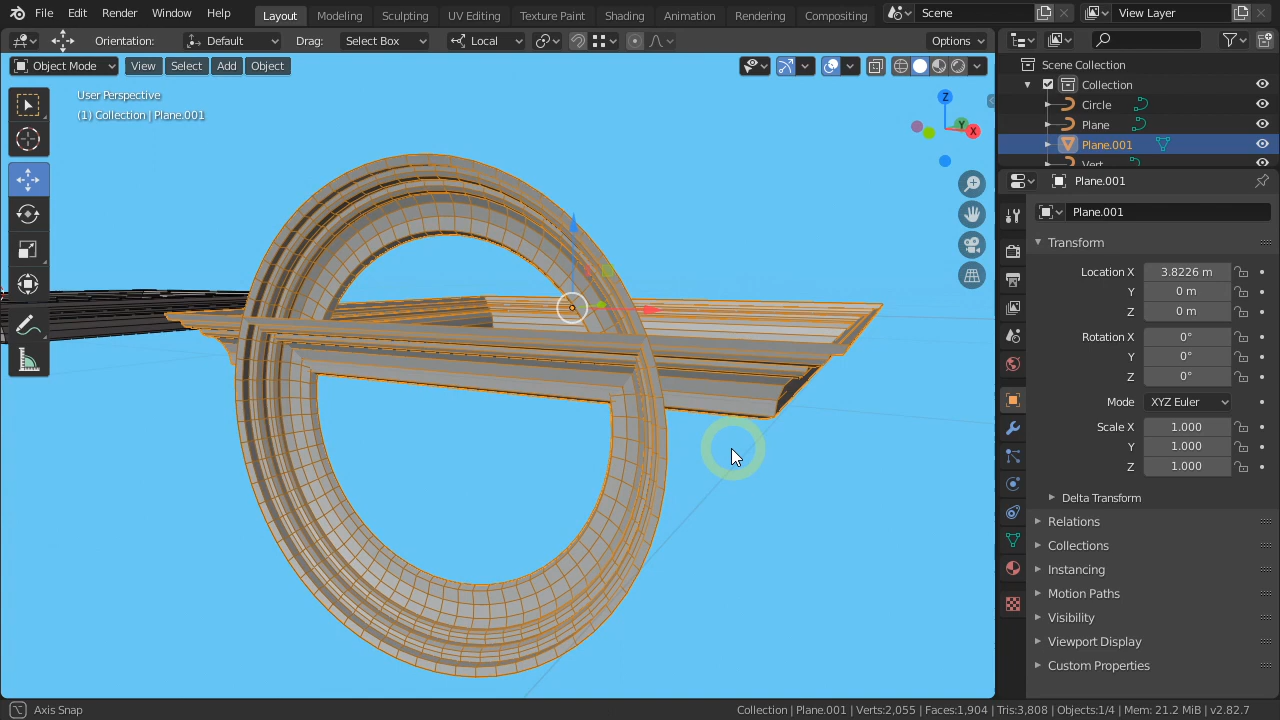 File Edit Render Window Help Layout Modeling Sculpting UV Editing Texture Paint Shading Animation Rendering Compositing Scene View Layer
Orientation: Default Drag: Select Box Local Options
Object Mode View Select Add Object
User Perspective
(1) Collection | Plane.001
Z
Y
X
Scene Collection
Collection
Circle
Plane
Plane.001
Vert
Plane.001
Plane.001
Transform
Location X 3.8226 m
Y 0 m
Z 0 m
Rotation X 0°
Y 0°
Z 0°
Mode XYZ Euler
Scale X 1.000
Y 1.000
Z 1.000
Delta Transform
Relations
Collections
Instancing
Motion Paths
Visibility
Viewport Display
Custom Properties
Axis Snap
Collection | Plane.001 | Verts:2,055 | Faces:1,904 | Tris:3,808 | Objects:1/4 | Mem: 21.2 MiB | v2.82.7